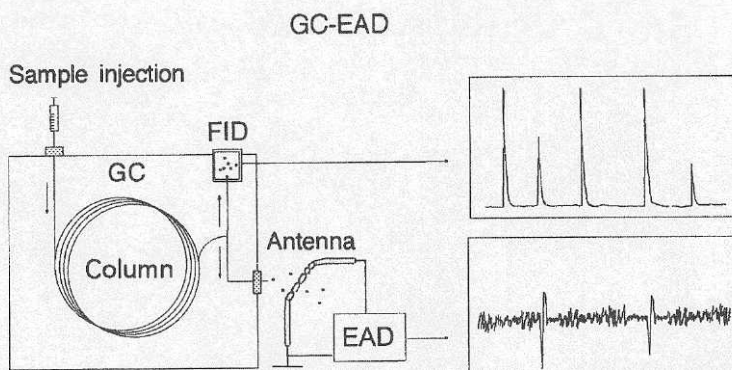 GC-EAD
Sample injection
FID
GC
Antenna
Column
EAD